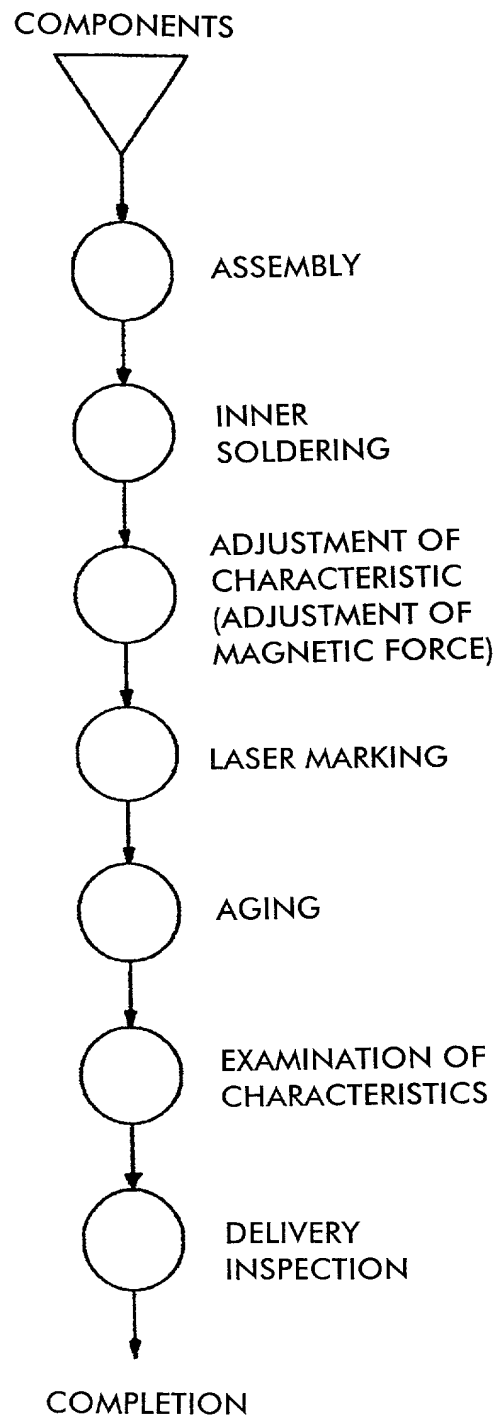 COMPONENTS
ASSEMBLY
INNER
SOLDERING
ADJUSTMENT OF
CHARACTERISTIC
(ADJUSTMENT OF
MAGNETIC FORCE)
LASER MARKING
AGING
EXAMINATION OF
CHARACTERISTICS
DELIVERY
INSPECTION
COMPLETION